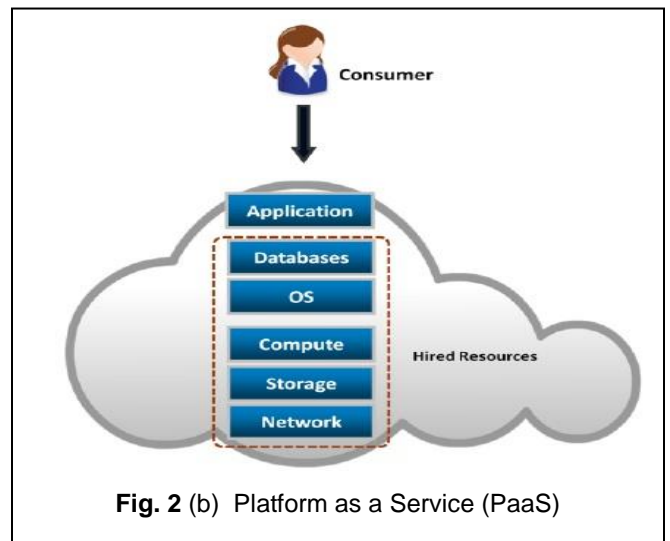 Consumer
Application
Databases
OS
Compute
Hired Resources
Storage
Network
Fig. 2 (b) Platform as a Service (PaaS)